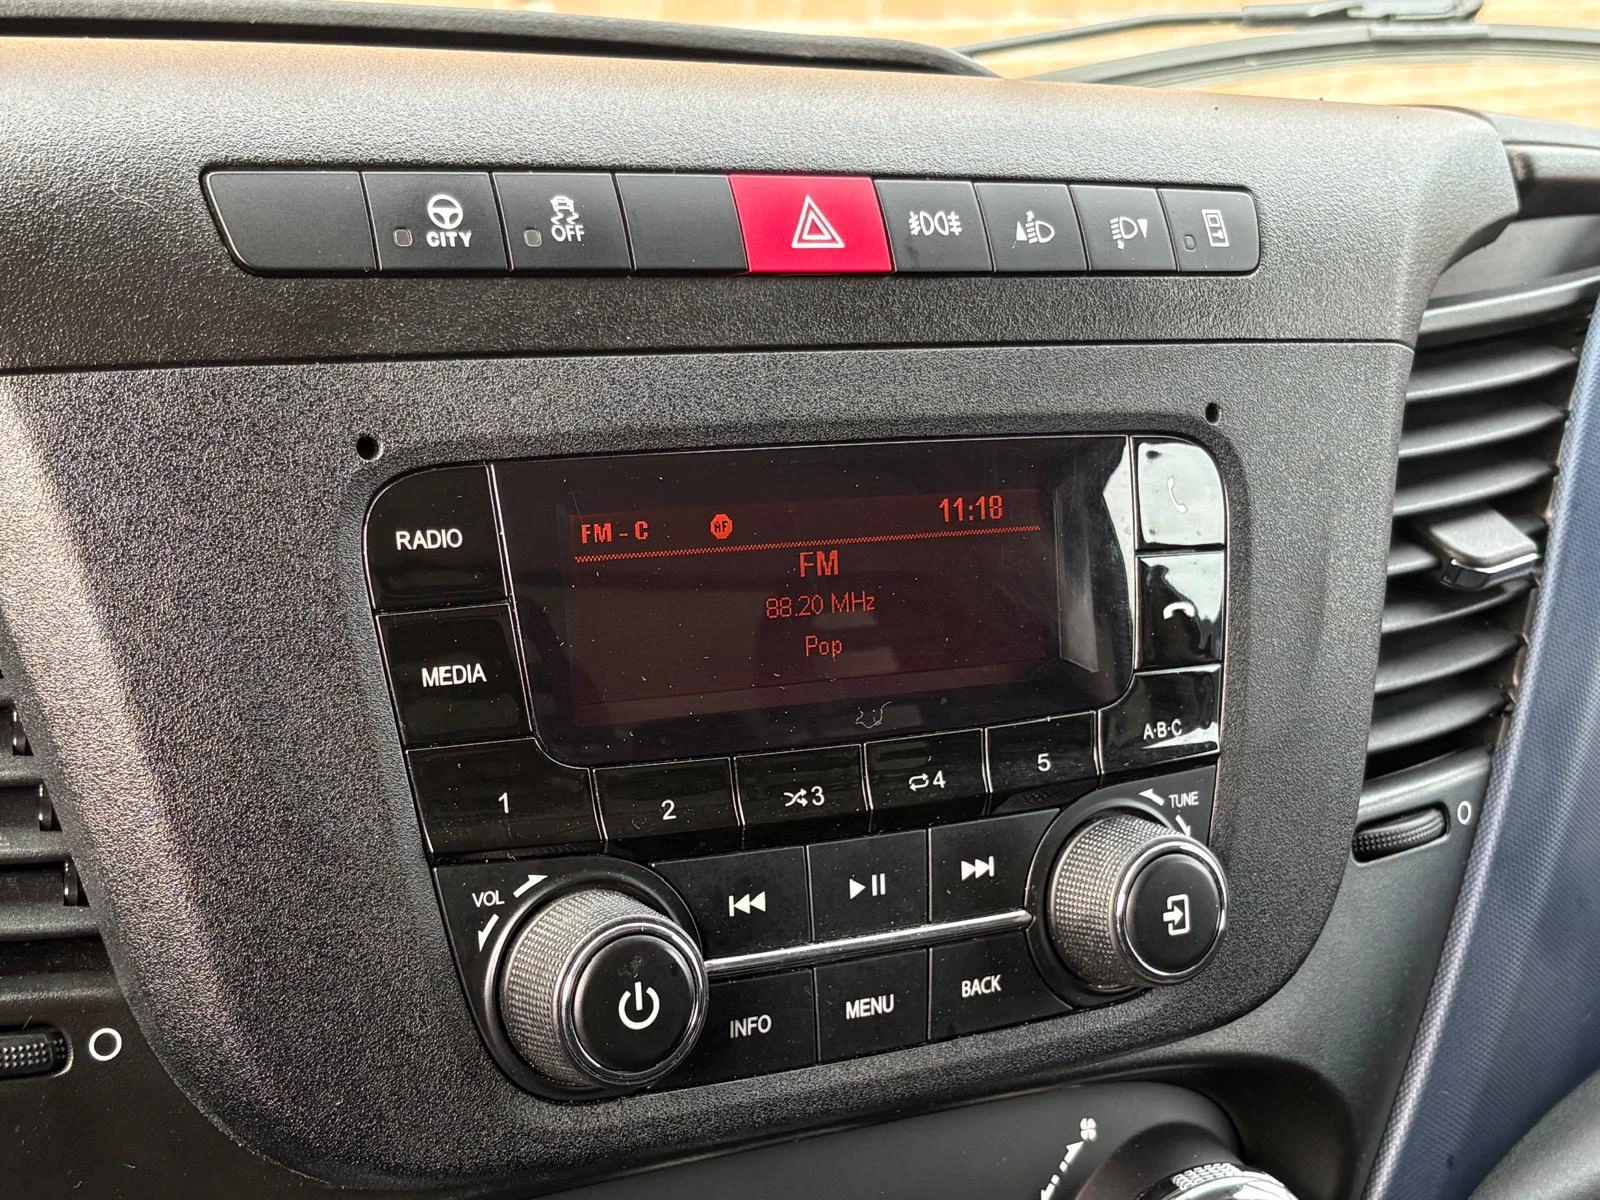 CITY
OFF
RADIO
MEDIA
FM - C AF 11:18
FM
88.20 MHz
Pop
A·B·C
1 2 3 4 5
VOL
TUNE
INFO MENU BACK